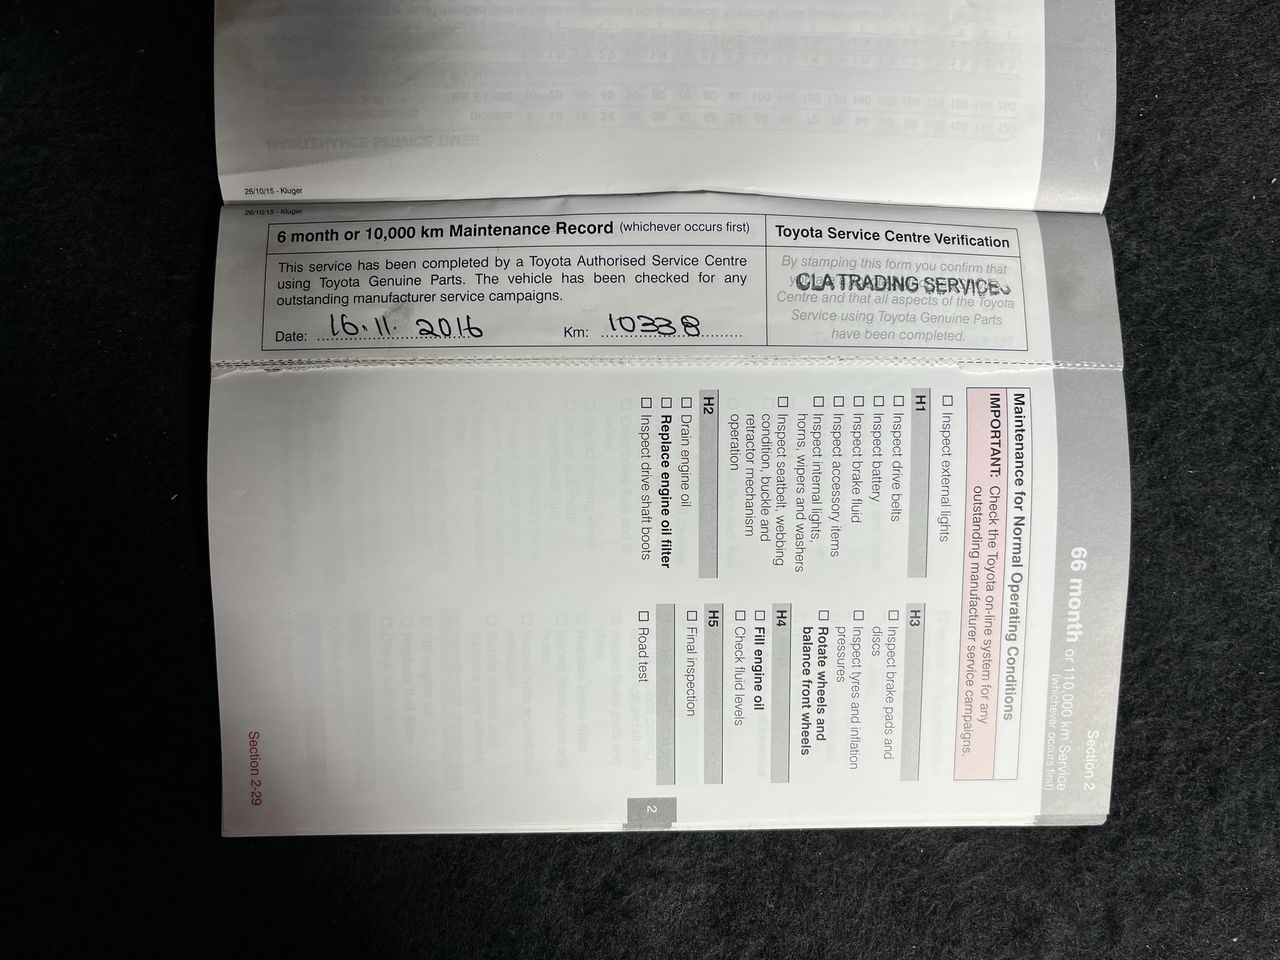 26/10/15 - Kluger
26/10/15 - Kluger
6 month or 10,000 km Maintenance Record (whichever occurs first)
This service has been completed by a Toyota Authorised Service Centre
using Toyota Genuine Parts. The vehicle has been checked for any
outstanding manufacturer service campaigns.
Date: 16.11.2016 Km: 10338
Toyota Service Centre Verification
By stamping this form you confirm that
CLA TRADING SERVICE
Centre and that all aspects of the Toyota
Service using Toyota Genuine Parts
have been completed.
Section 2
66 month or 110,000 km Service
(whichever occurs first)
Maintenance for Normal Operating Conditions
IMPORTANT: Check the Toyota on-line system for any
outstanding manufacturer service campaigns.
☐ Inspect external lights
H1
☐ Inspect drive belts
☐ Inspect battery
☐ Inspect brake fluid
☐ Inspect accessory items
☐ Inspect internal lights,
horns, wipers and washers
☐ Inspect seatbelt, webbing
condition, buckle and
retractor mechanism
operation
H2
☐ Drain engine oil
☐ Replace engine oil filter
☐ Inspect drive shaft boots
H3
☐ Inspect brake pads and
discs
☐ Inspect tyres and inflation
pressures
☐ Rotate wheels and
balance front wheels
H4
☐ Fill engine oil
☐ Check fluid levels
H5
☐ Final inspection
☐ Road test
2
Section 2-29